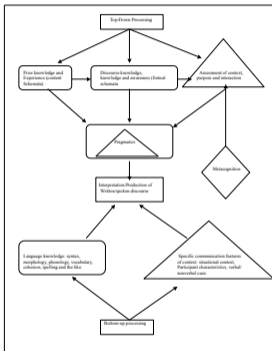 Top-Down Processing
Prior knowledge and
Experience (content
Schemata)
Discourse knowledge,
knowledge and awareness (formal
schemata
Assessment of context,
purpose and interaction
Pragmatics
Metacognition
Interpretation/Production of
Written/spoken discourse
Language knowledge: syntax,
morphology, phonology, vocabulary,
cohesion, spelling and the like.
Specific communication features
of context: situational context,
Participant characteristics, verbal/
nonverbal cues
Bottom-up processing